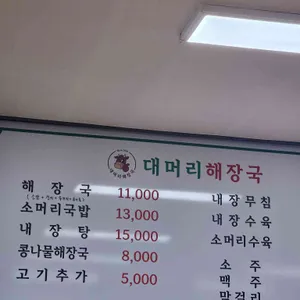 대머리해장국
해장국 11,000
소머리국밥 13,000
내장탕 15,000
콩나물해장국 8,000
고기추가 5,000
내장무침
내장수육
소머리수육
소주
맥주
막걸리